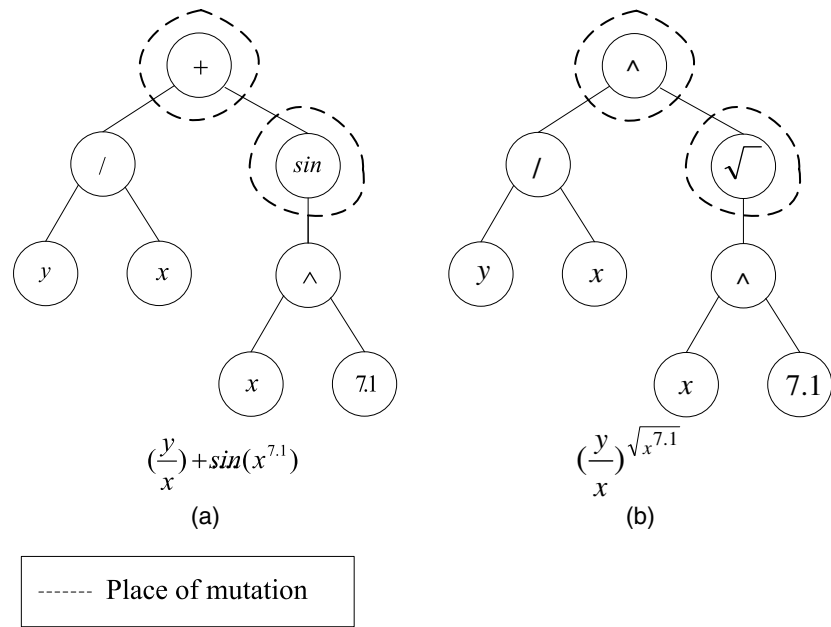 + ^
/ sin / √
y x ^ y x ^
x 7.1 x 7.1
(y/x)+sin(x^7.1) (y/x)^√(x^7.1)
(a) (b)
Place of mutation